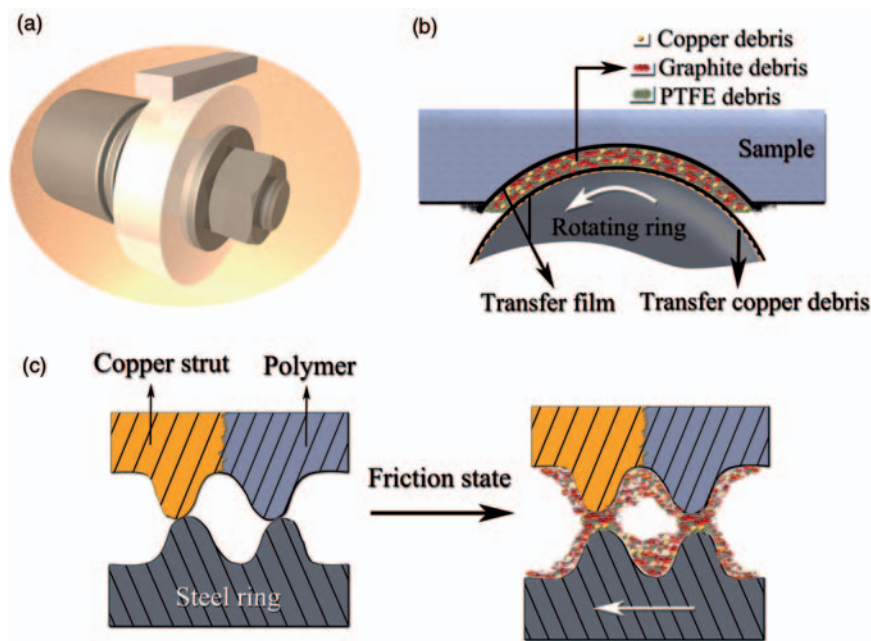 (a)
(b)
Copper debris
Graphite debris
PTFE debris
Sample
Rotating ring
Transfer film
Transfer copper debris
(c)
Copper strut
Polymer
Friction state
Steel ring